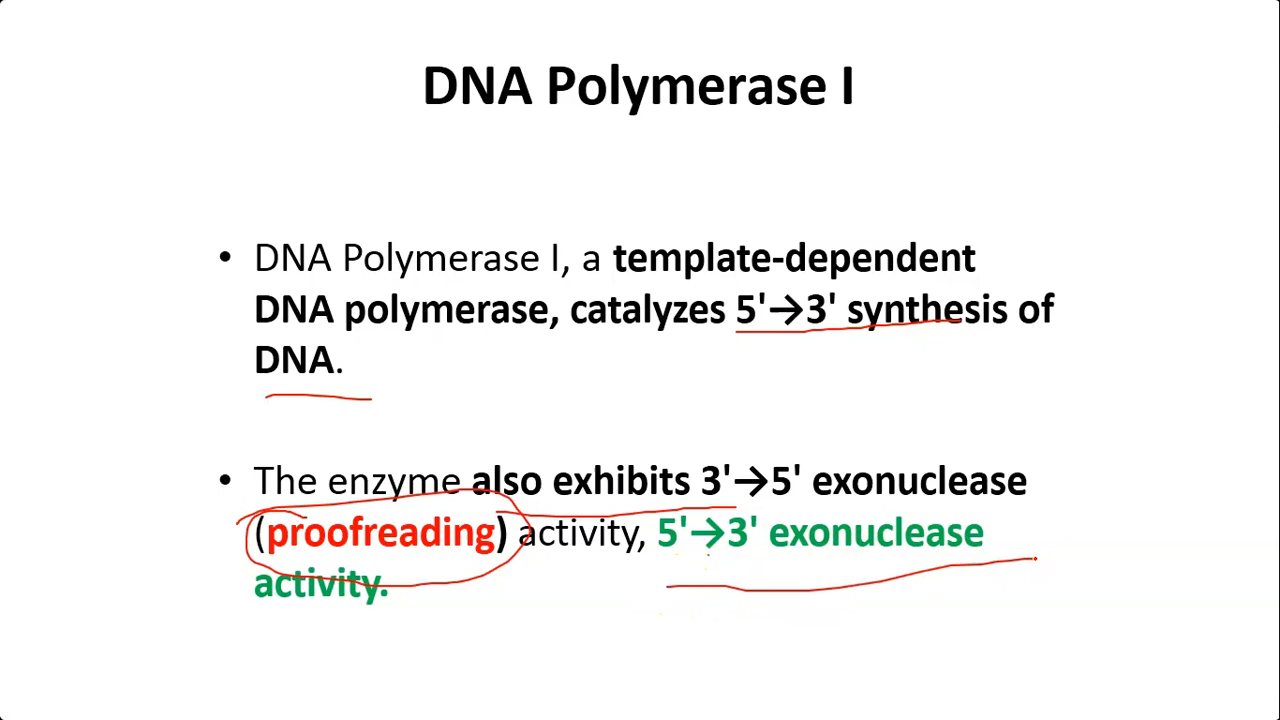 DNA Polymerase I
• DNA Polymerase I, a template-dependent
DNA polymerase, catalyzes 5'→3' synthesis of
DNA.
• The enzyme also exhibits 3'→5' exonuclease
(proofreading) activity, 5'→3' exonuclease
activity.